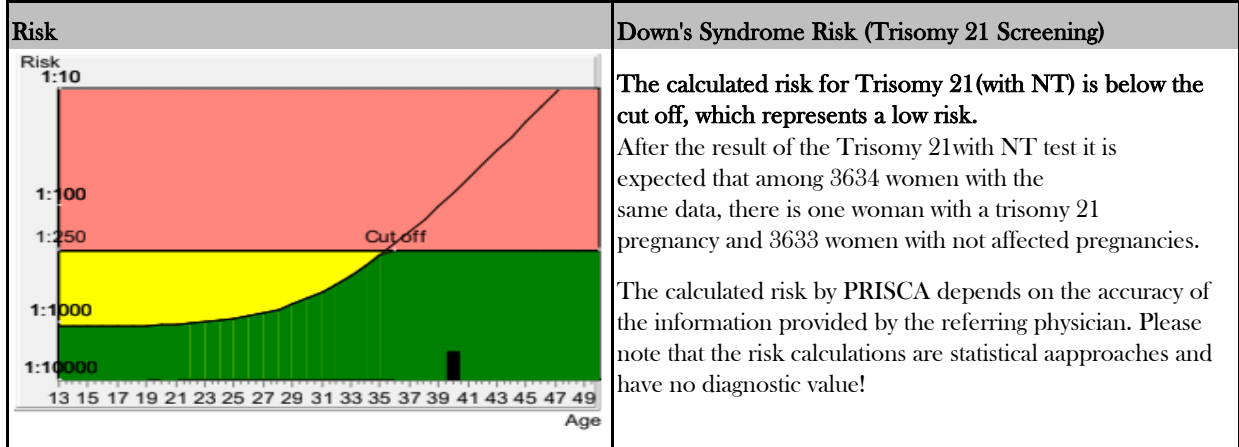 Risk
Down's Syndrome Risk (Trisomy 21 Screening)
Risk
1:10
1:100
1:250
Cut off
1:1000
1:10000
13 15 17 19 21 23 25 27 29 31 33 35 37 39 41 43 45 47 49
Age
The calculated risk for Trisomy 21(with NT) is below the
cut off, which represents a low risk.
After the result of the Trisomy 21with NT test it is
expected that among 3634 women with the
same data, there is one woman with a trisomy 21
pregnancy and 3633 women with not affected pregnancies.
The calculated risk by PRISCA depends on the accuracy of
the information provided by the referring physician. Please
note that the risk calculations are statistical aapproaches and
have no diagnostic value!